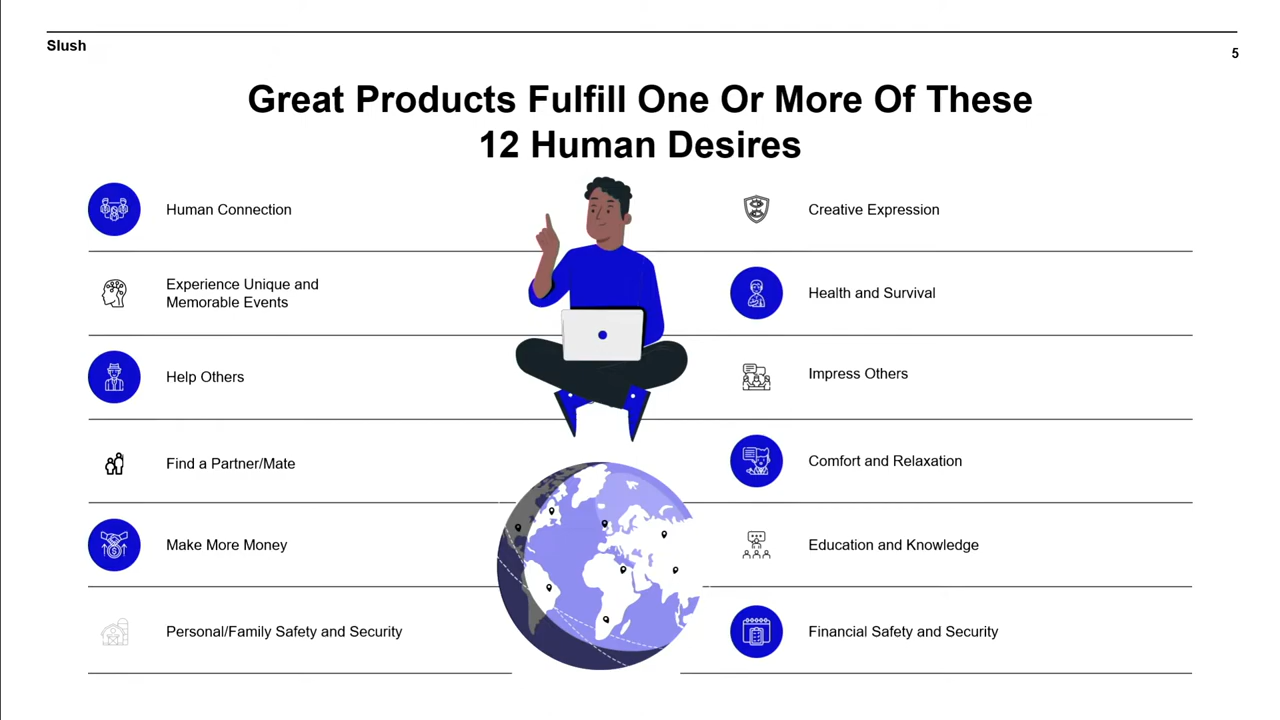 Slush
5
Great Products Fulfill One Or More Of These
12 Human Desires
Human Connection
Experience Unique and
Memorable Events
Help Others
Find a Partner/Mate
Make More Money
Personal/Family Safety and Security
Creative Expression
Health and Survival
Impress Others
Comfort and Relaxation
Education and Knowledge
Financial Safety and Security